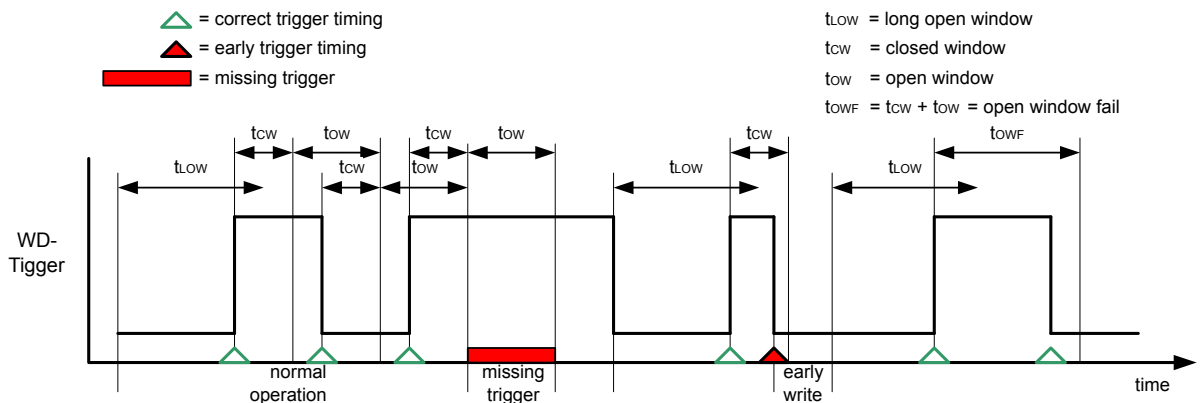 = correct trigger timing
= early trigger timing
= missing trigger
tLOW = long open window
tCW = closed window
tOW = open window
tOWF = tCW + tOW = open window fail
tCW tOW tCW tOW tCW tOWF
tLOW tCW tOW tLOW tLOW
WD-
Tigger
normal
operation
missing
trigger
early
write
time